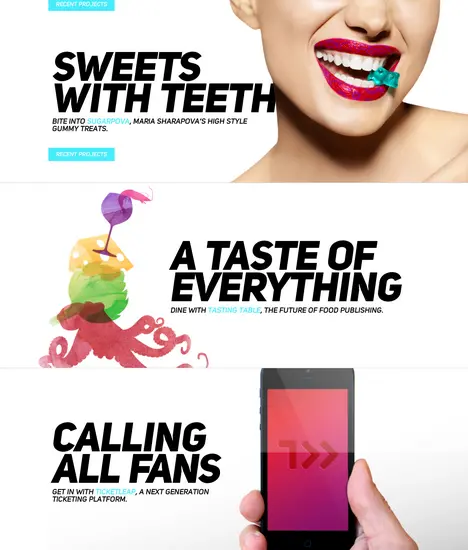 RECENT PROJECTS
SWEETS
WITH TEETH
BITE INTO SUGARPOVA, MARIA SHARAPOVA'S HIGH STYLE
GUMMY TREATS.
RECENT PROJECTS
A TASTE OF
EVERYTHING
DINE WITH TASTING TABLE, THE FUTURE OF FOOD PUBLISHING.
CALLING
ALL FANS
GET IN WITH TICKETLEAP, A NEXT GENERATION
TICKETING PLATFORM.